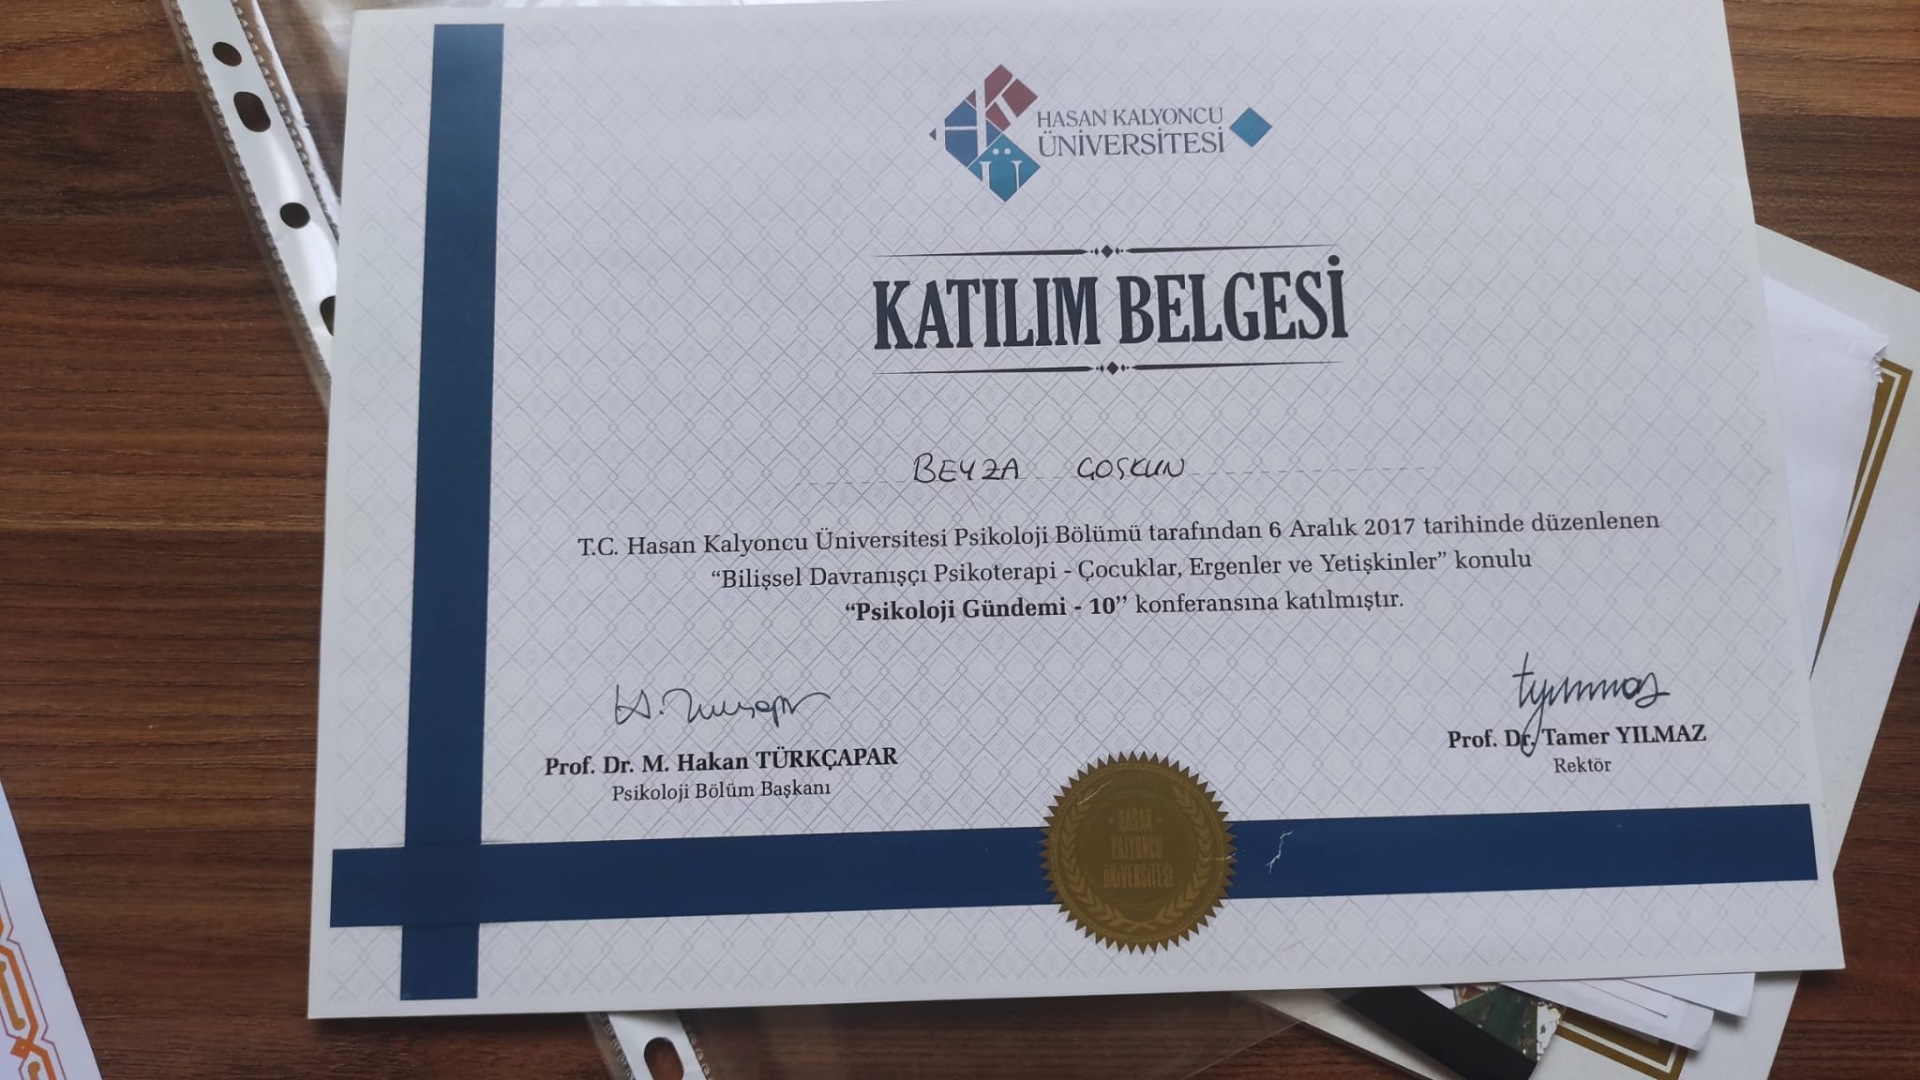 HASAN KALYONCU
ÜNİVERSİTESİ
KATILIM BELGESİ
BEYZA COŞKUN
T.C. Hasan Kalyoncu Üniversitesi Psikoloji Bölümü tarafından 6 Aralık 2017 tarihinde düzenlenen
“Bilişsel Davranışçı Psikoterapi - Çocuklar, Ergenler ve Yetişkinler” konulu
“Psikoloji Gündemi - 10” konferansına katılmıştır.
Prof. Dr. M. Hakan TÜRKÇAPAR
Psikoloji Bölüm Başkanı
Prof. Dr. Tamer YILMAZ
Rektör
HASAN
KALYONCU
ÜNİVERSİTESİ